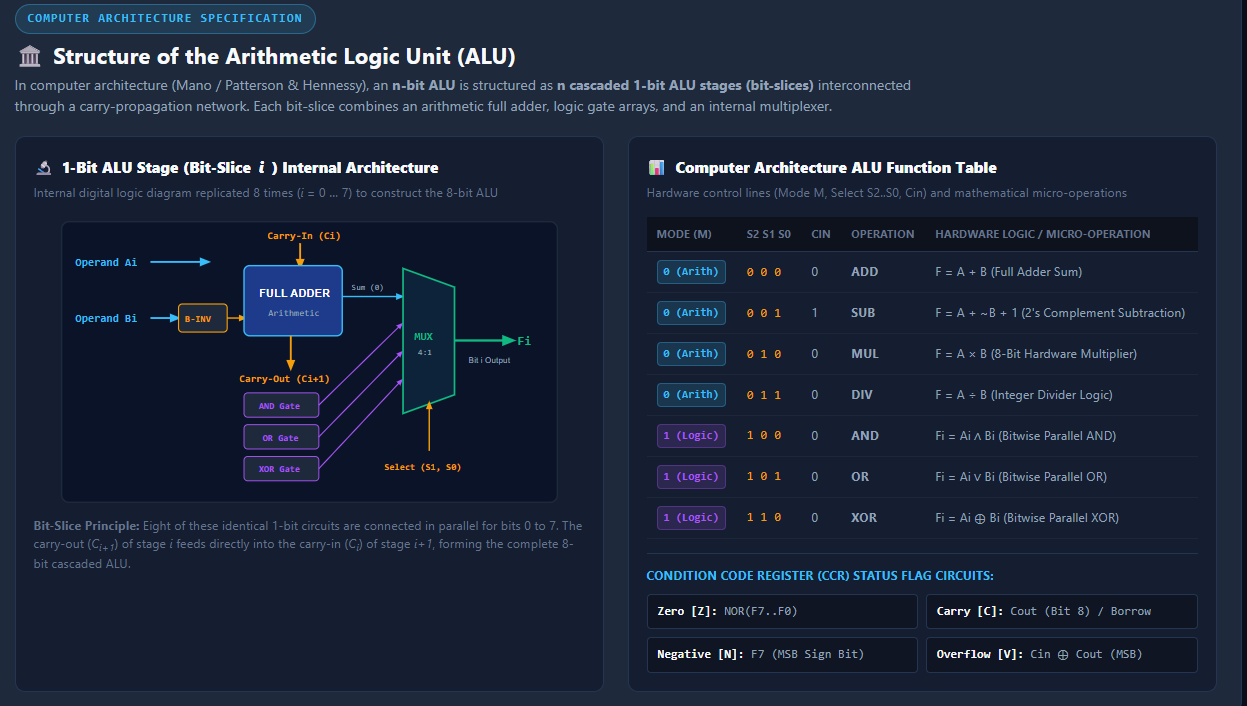 COMPUTER ARCHITECTURE SPECIFICATION
Structure of the Arithmetic Logic Unit (ALU)
In computer architecture (Mano / Patterson & Hennessy), an n-bit ALU is structured as n cascaded 1-bit ALU stages (bit-slices) interconnected
through a carry-propagation network. Each bit-slice combines an arithmetic full adder, logic gate arrays, and an internal multiplexer.
1-Bit ALU Stage (Bit-Slice i ) Internal Architecture
Internal digital logic diagram replicated 8 times (i = 0 … 7) to construct the 8-bit ALU
Carry-In (Ci)
Operand Ai
FULL ADDER
Arithmetic
Sum (0)
Operand Bi
B-INV
MUX
4:1
Fi
Bit i Output
Carry-Out (Ci+1)
AND Gate
OR Gate
XOR Gate
Select (S1, S0)
Bit-Slice Principle: Eight of these identical 1-bit circuits are connected in parallel for bits 0 to 7. The
carry-out (Ci+1) of stage i feeds directly into the carry-in (Ci) of stage i+1, forming the complete 8-
bit cascaded ALU.
Computer Architecture ALU Function Table
Hardware control lines (Mode M, Select S2..S0, Cin) and mathematical micro-operations
MODE (M) S2 S1 S0 CIN OPERATION HARDWARE LOGIC / MICRO-OPERATION
0 (Arith) 0 0 0 0 ADD F = A + B (Full Adder Sum)
0 (Arith) 0 0 1 1 SUB F = A + ~B + 1 (2's Complement Subtraction)
0 (Arith) 0 1 0 0 MUL F = A × B (8-Bit Hardware Multiplier)
0 (Arith) 0 1 1 0 DIV F = A ÷ B (Integer Divider Logic)
1 (Logic) 1 0 0 0 AND Fi = Ai ∧ Bi (Bitwise Parallel AND)
1 (Logic) 1 0 1 0 OR Fi = Ai ∨ Bi (Bitwise Parallel OR)
1 (Logic) 1 1 0 0 XOR Fi = Ai ⊕ Bi (Bitwise Parallel XOR)
CONDITION CODE REGISTER (CCR) STATUS FLAG CIRCUITS:
Zero [Z]: NOR(F7..F0)
Carry [C]: Cout (Bit 8) / Borrow
Negative [N]: F7 (MSB Sign Bit)
Overflow [V]: Cin ⊕ Cout (MSB)